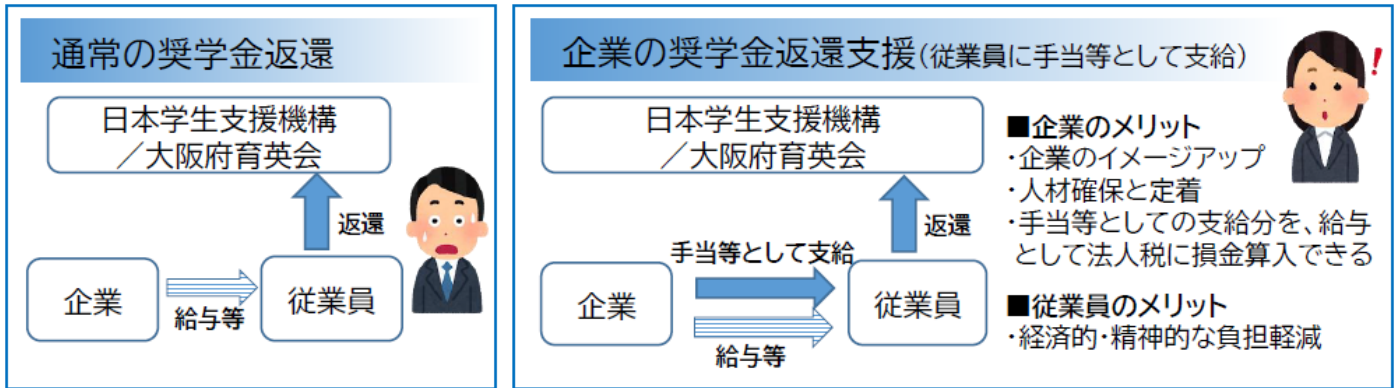 通常の奨学金返還
日本学生支援機構
／大阪府育英会
返還
企業
給与等
従業員
企業の奨学金返還支援(従業員に手当等として支給)
日本学生支援機構
／大阪府育英会
返還
手当等として支給
企業
給与等
従業員
!
■企業のメリット
・企業のイメージアップ
・人材確保と定着
・手当等としての支給分を、給与
として法人税に損金算入できる
■従業員のメリット
・経済的・精神的な負担軽減